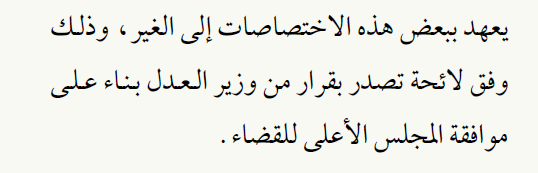 يعهد ببعض هذه الاختصاصات إلى الغير، وذلك
وفق لائحة تصدر بقرار من وزير العدل بناء على
موافقة المجلس الأعلى للقضاء.